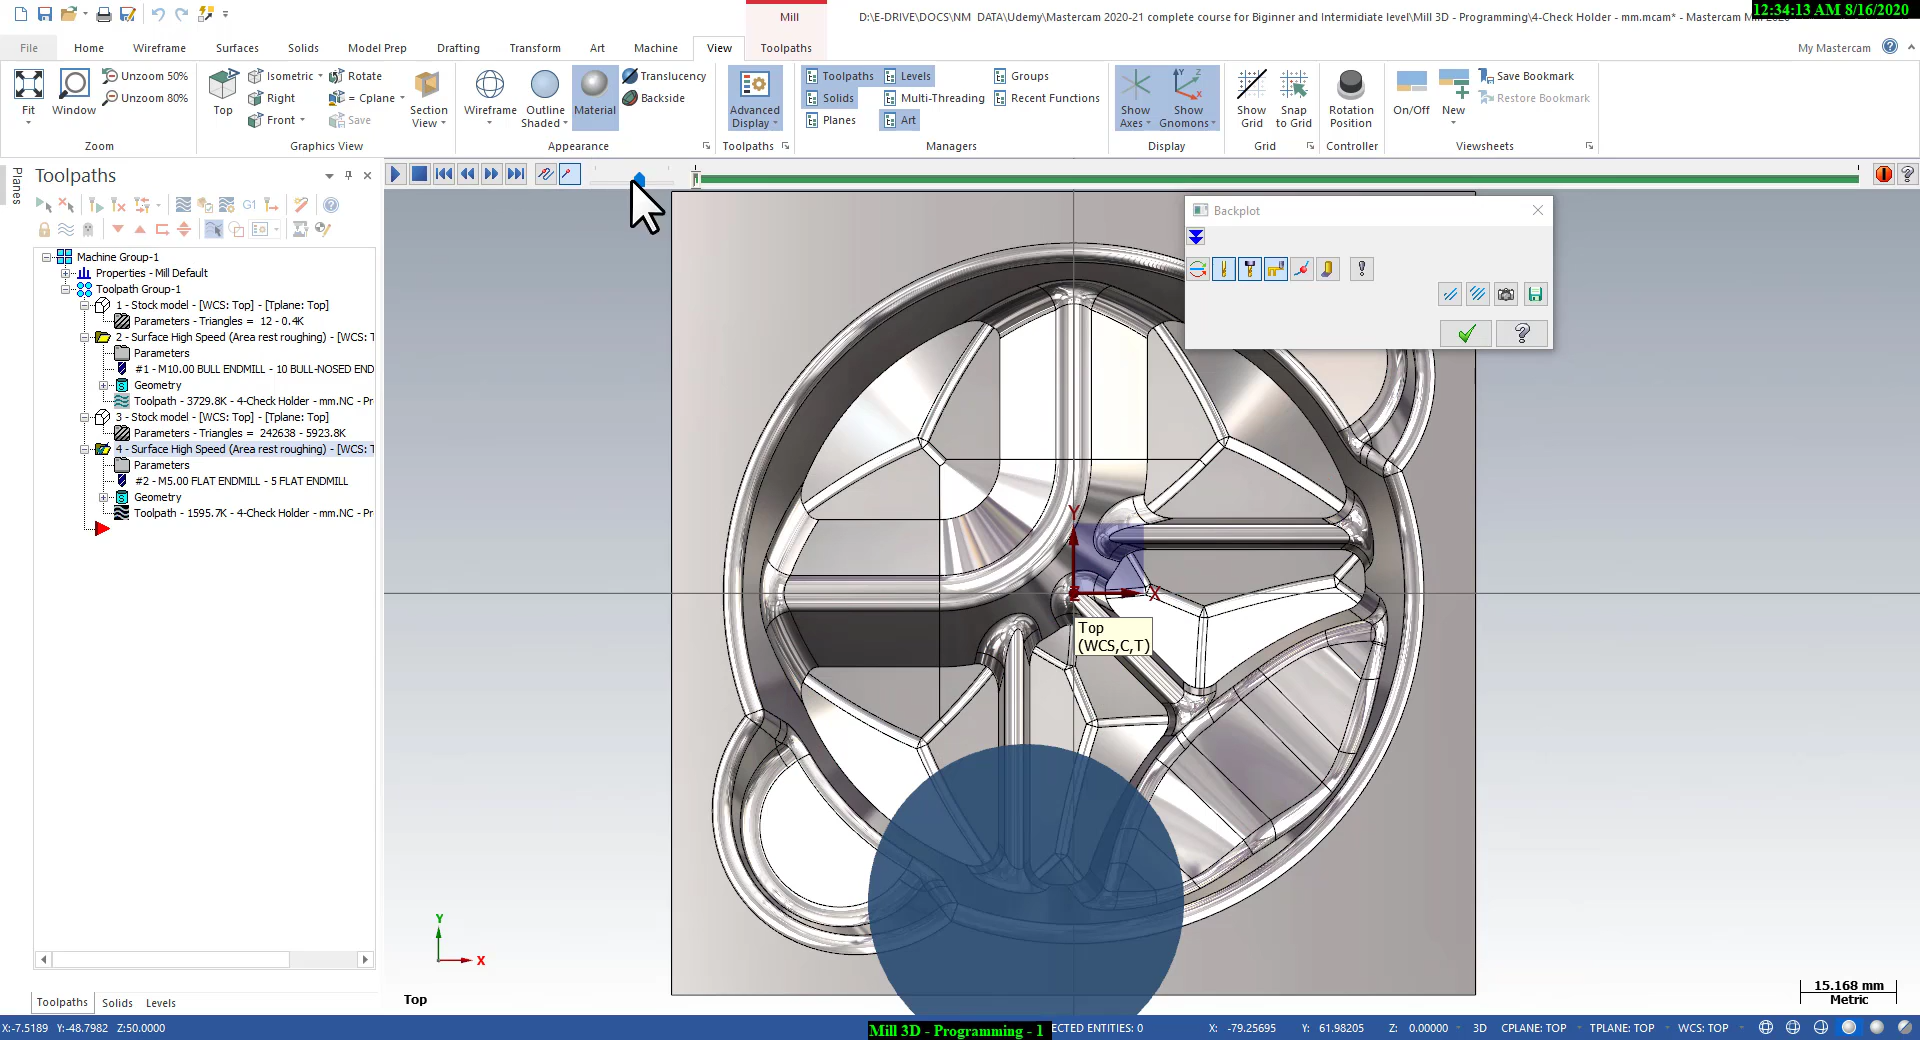 Mill
D:\E-DRIVE\DOCS\NM DATA\Udemy\Mastercam 2020-21 complete course for Biginner and Intermidiate level\Mill 3D - Programming\4-Check Holder - mm.mcam* - Mastercam
12:34:13 AM 8/16/2020
File Home Wireframe Surfaces Solids Model Prep Drafting Transform Art Machine View Toolpaths
My Mastercam
Fit
Window
Unzoom 50%
Unzoom 80%
Zoom
Top
Isometric
Right
Front
Rotate
= Cplane
Save
Section View
Graphics View
Wireframe
Outline Shaded
Material
Translucency
Backside
Appearance
Advanced Display
Toolpaths
Toolpaths
Solids
Planes
Levels
Multi-Threading
Art
Groups
Recent Functions
Managers
Show Axes
Show Gnomons
Display
Show Grid
Snap to Grid
Grid
Rotation Position
Controller
On/Off
New
Save Bookmark
Restore Bookmark
Viewsheets
Planes
Toolpaths
G1
Machine Group-1
Properties - Mill Default
Toolpath Group-1
1 - Stock model - [WCS: Top] - [Tplane: Top]
Parameters - Triangles = 12 - 0.4K
2 - Surface High Speed (Area rest roughing) - [WCS: T
Parameters
#1 - M10.00 BULL ENDMILL - 10 BULL-NOSED END
Geometry
Toolpath - 3729.8K - 4-Check Holder - mm.NC - Pr
3 - Stock model - [WCS: Top] - [Tplane: Top]
Parameters - Triangles = 242638 - 5923.8K
4 - Surface High Speed (Area rest roughing) - [WCS: T
Parameters
#2 - M5.00 FLAT ENDMILL - 5 FLAT ENDMILL
Geometry
Toolpath - 1595.7K - 4-Check Holder - mm.NC - Pr
Toolpaths Solids Levels
Backplot
Y
X
Z
Top
(WCS,C,T)
Y
X
Top
15.168 mm
Metric
X:-7.5189 Y:-48.7982 Z:50.0000
Mill 3D - Programming - 1
ECTED ENTITIES: 0
X: -79.25695 Y: 61.98205 Z: 0.00000 3D CPLANE: TOP TPLANE: TOP WCS: TOP